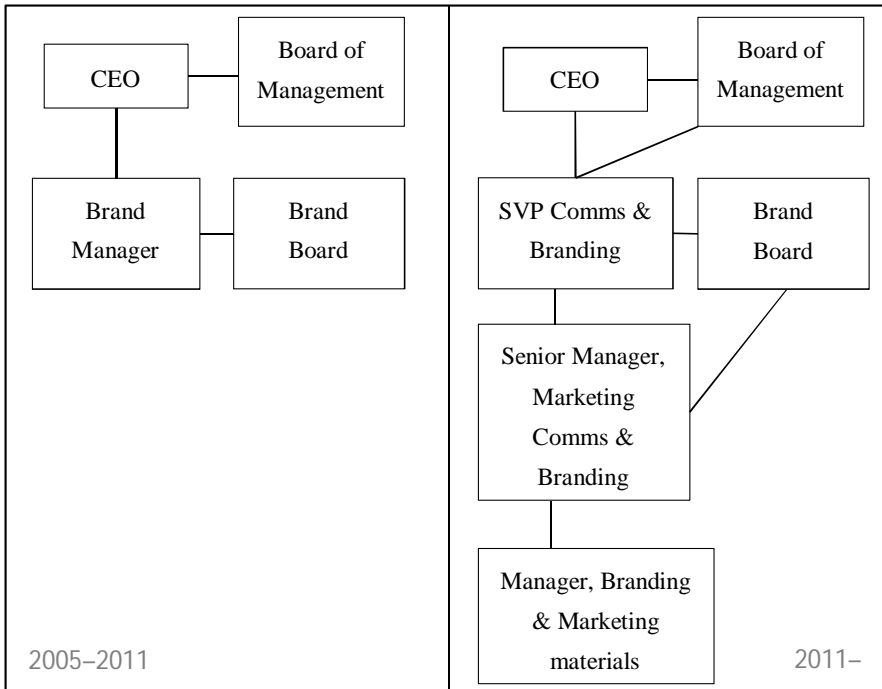 CEO
Board of
Management
Brand
Manager
Brand
Board
2005–2011
CEO
Board of
Management
SVP Comms &
Branding
Brand
Board
Senior Manager,
Marketing
Comms &
Branding
Manager, Branding
& Marketing
materials
2011–